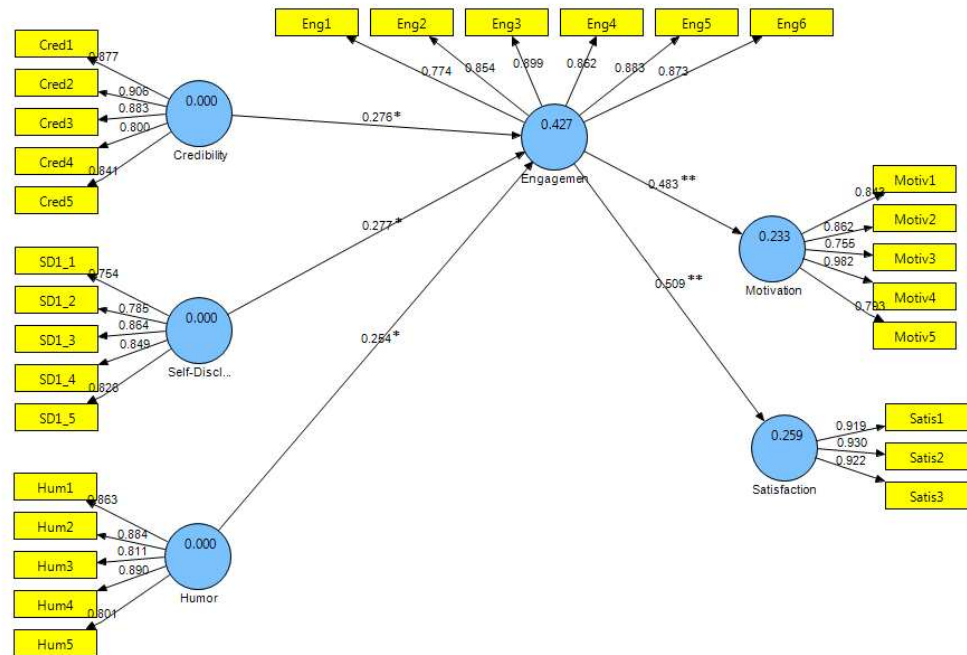 Eng1
Eng2
Eng3
Eng4
Eng5
Eng6
0.774
0.854
0.899
0.862
0.883
0.873
0.427
Engagemen
Cred1
Cred2
Cred3
Cred4
Cred5
0.877
0.906
0.883
0.800
0.841
0.000
Credibility
0.276*
SD1_1
SD1_2
SD1_3
SD1_4
SD1_5
0.754
0.785
0.864
0.849
0.826
0.000
Self-Discl...
0.277*
Hum1
Hum2
Hum3
Hum4
Hum5
0.863
0.884
0.811
0.890
0.801
0.000
Humor
0.254*
0.483**
0.509**
0.233
Motivation
0.843
0.862
0.755
0.982
0.793
Motiv1
Motiv2
Motiv3
Motiv4
Motiv5
0.259
Satisfaction
0.919
0.930
0.922
Satis1
Satis2
Satis3